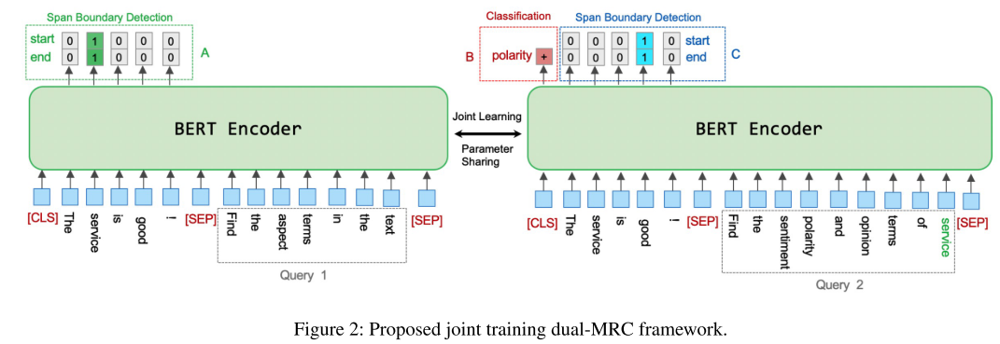 Span Boundary Detection
start 0 1 0 0 0
end 0 1 0 0 0
A
BERT Encoder
[CLS] The service is good ! [SEP] Find the aspect terms in the text [SEP]
Query 1
Joint Learning
Parameter
Sharing
Classification
B
polarity +
Span Boundary Detection
0 0 0 1 0 start
0 0 0 1 0 end
C
BERT Encoder
[CLS] The service is good ! [SEP] Find the sentiment polarity and opinion terms of service [SEP]
Query 2
Figure 2: Proposed joint training dual-MRC framework.